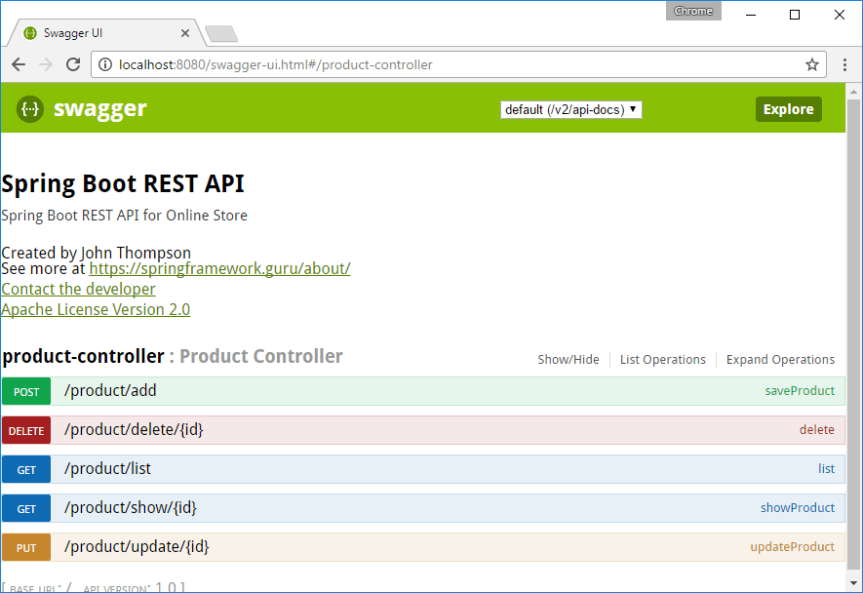 Chrome
Swagger UI
localhost:8080/swagger-ui.html#/product-controller
{···} swagger
default (/v2/api-docs)
Explore
Spring Boot REST API
Spring Boot REST API for Online Store
Created by John Thompson
See more at https://springframework.guru/about/
Contact the developer
Apache License Version 2.0
product-controller : Product Controller
Show/Hide
List Operations
Expand Operations
POST /product/add saveProduct
DELETE /product/delete/{id} delete
GET /product/list list
GET /product/show/{id} showProduct
PUT /product/update/{id} updateProduct
[ BASE URL: / , API VERSION: 1.0 ]